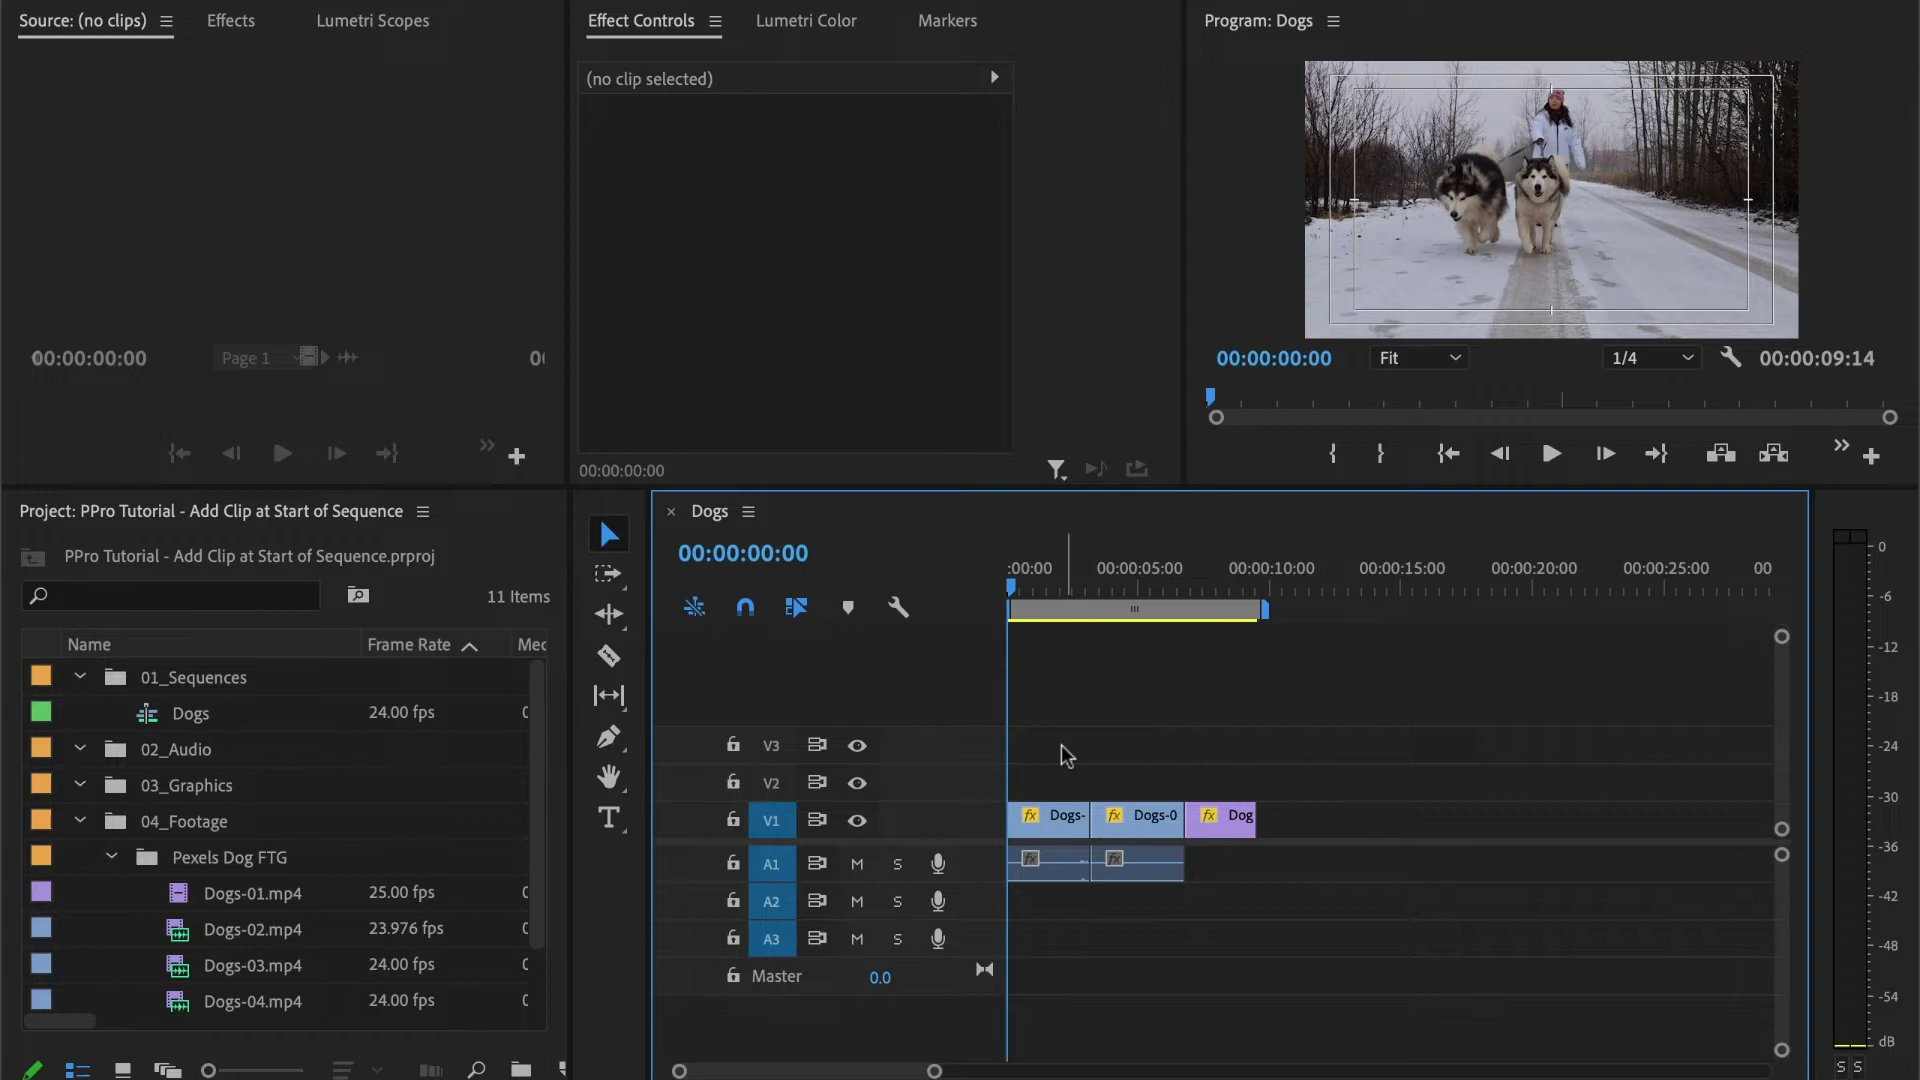 Source: (no clips)
Effects
Lumetri Scopes
Effect Controls
Lumetri Color
Markers
Program: Dogs
(no clip selected)
00:00:00:00
Page 1
00:00:00:00
00:00:00:00
Fit
1/4
00:00:09:14
Project: PPro Tutorial - Add Clip at Start of Sequence
PPro Tutorial - Add Clip at Start of Sequence.prproj
11 Items
Name
Frame Rate
01_Sequences
Dogs
24.00 fps
02_Audio
03_Graphics
04_Footage
Pexels Dog FTG
Dogs-01.mp4
25.00 fps
Dogs-02.mp4
23.976 fps
Dogs-03.mp4
24.00 fps
Dogs-04.mp4
24.00 fps
Dogs
00:00:00:00
:00:00
00:00:05:00
00:00:10:00
00:00:15:00
00:00:20:00
00:00:25:00
00
V3
V2
V1
fx
Dogs-
fx
Dogs-0
fx
Dog
A1
M
S
fx
fx
A2
M
S
A3
M
S
Master
0.0
0
-6
-12
-18
-24
-30
-36
-42
-48
-54
dB
S
S